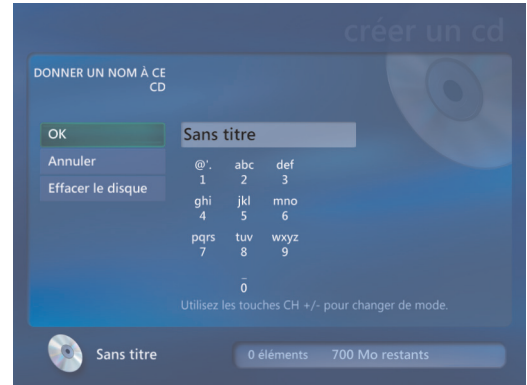 créer un cd
DONNER UN NOM À CE
CD
OK
Annuler
Effacer le disque
Sans titre
@'. abc def
1 2 3
ghi jkl mno
4 5 6
pqrs tuv wxyz
7 8 9
_
0
Utilisez les touches CH +/- pour changer de mode.
Sans titre
0 éléments 700 Mo restants